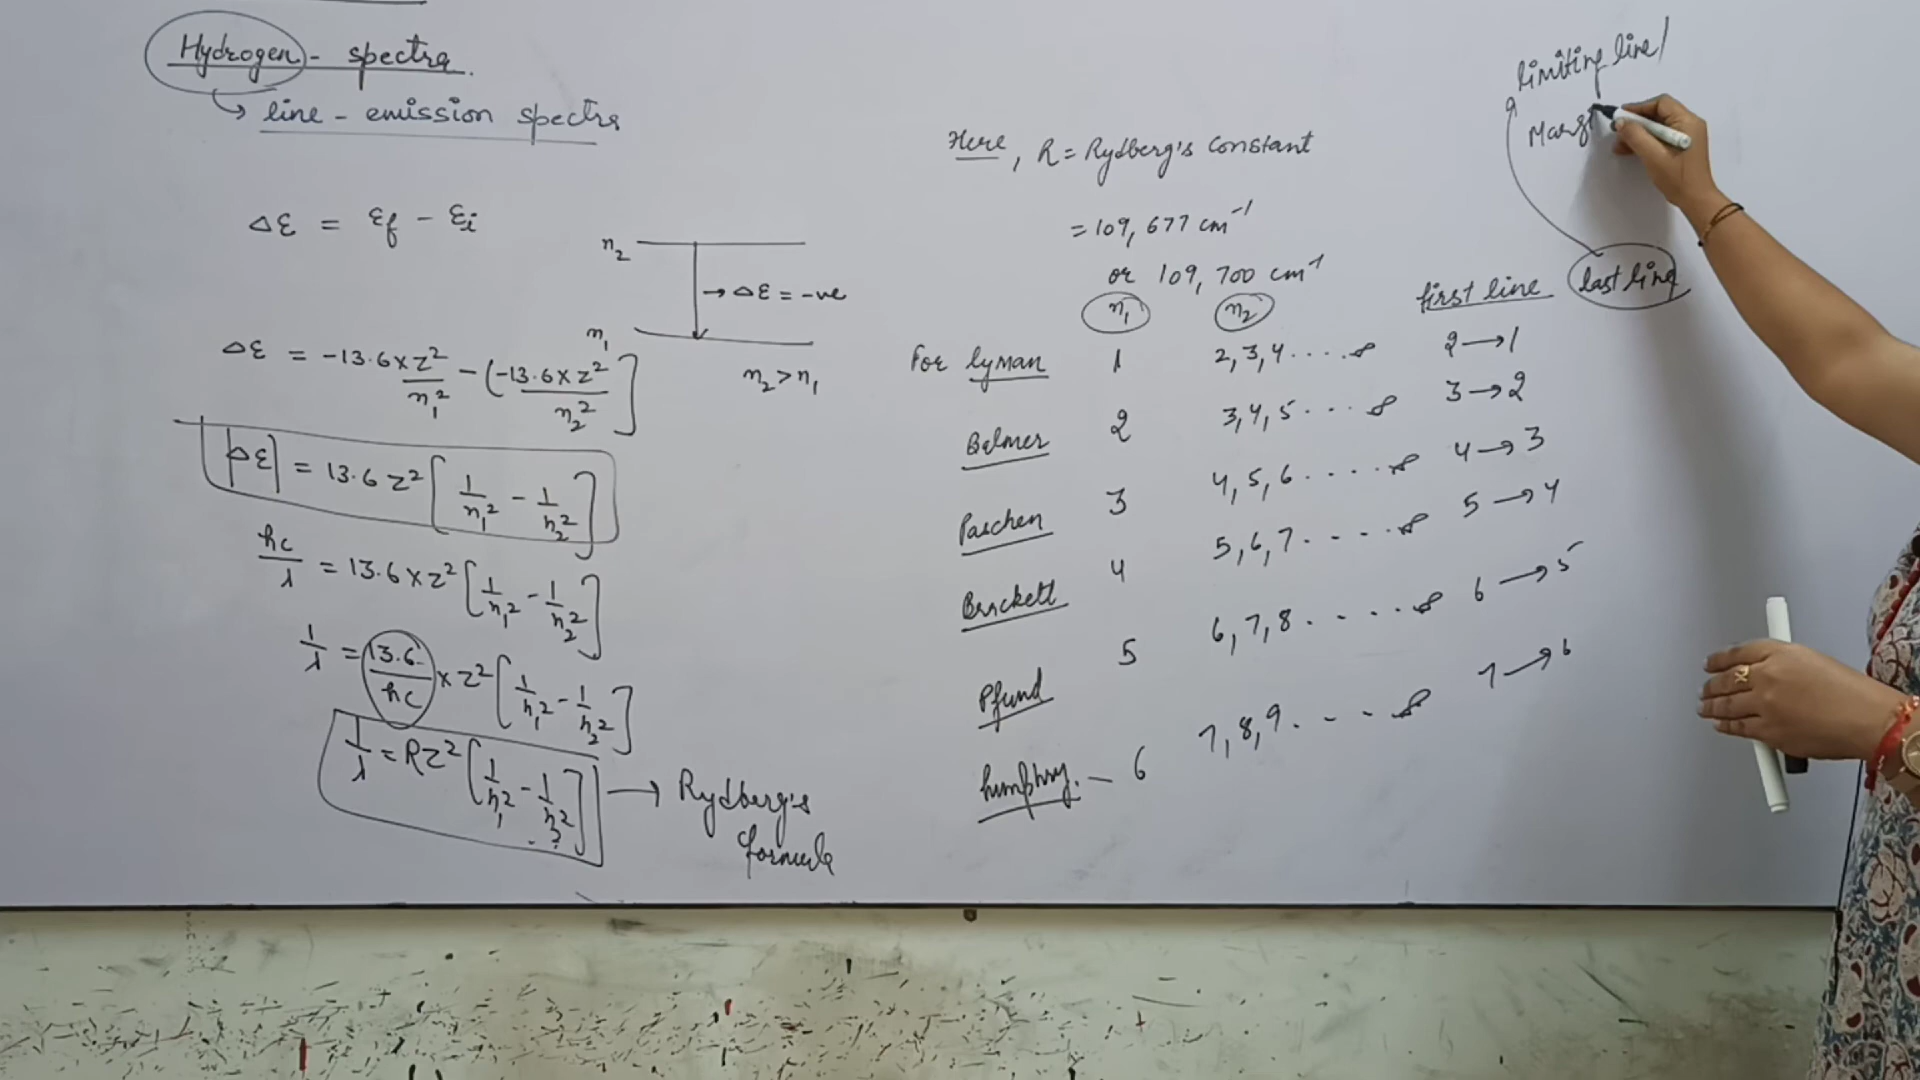 Hydrogen - spectra.
↳ line - emission spectra
ΔE = Ef - Ei
n2
→ ΔE = -ve
n1
n2 > n1
ΔE = -13.6 x z²/n1² - (-13.6 x z²/n2²]
|ΔE| = 13.6 z² [1/n1² - 1/n2²]
hc/λ = 13.6 x z² [1/n1² - 1/n2²]
1/λ = 13.6/hc x z² [1/n1² - 1/n2²]
1/λ = Rz² [1/n1² - 1/n2²] → Rydberg's
formula
Here, R = Rydberg's Constant
= 109, 677 cm⁻¹
or 109, 700 cm⁻¹
limiting line/
Marg
n1 n2 first line last line
For lyman 1 2, 3, 4 .... ∞ 2 → 1
Balmer 2 3, 4, 5 ... ∞ 3 → 2
Paschen 3 4, 5, 6 ..... ∞ 4 → 3
Brackett 4 5, 6, 7 ..... ∞ 5 → 4
Pfund 5 6, 7, 8 ..... ∞ 6 → 5
humphry. - 6 7, 8, 9 .... ∞ 7 → 6